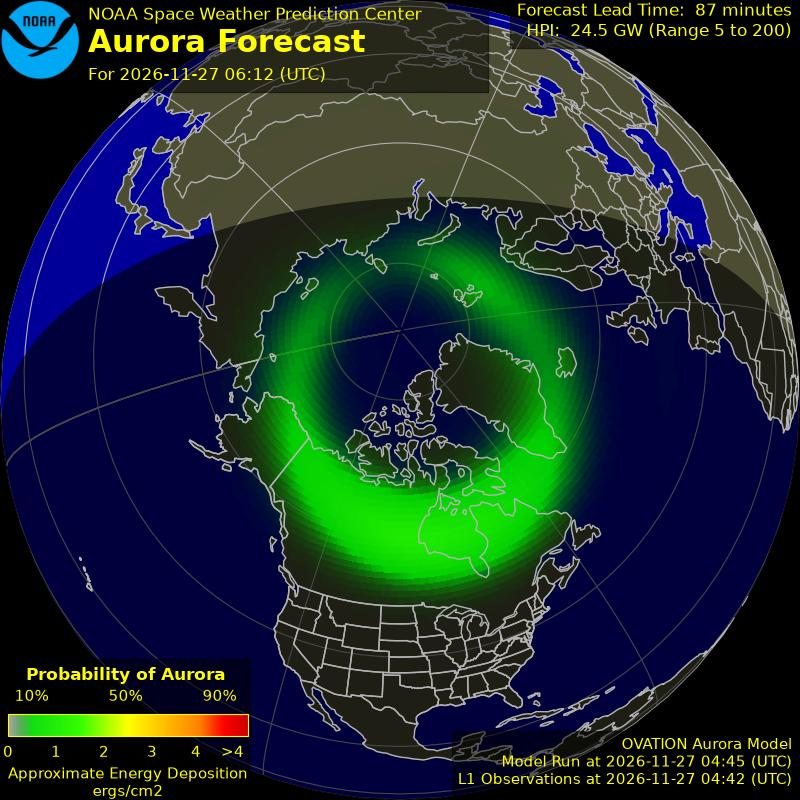 NOAA
NOAA Space Weather Prediction Center
Aurora Forecast
For 2026-11-27 06:12 (UTC)
Forecast Lead Time: 87 minutes
HPI: 24.5 GW (Range 5 to 200)
Probability of Aurora
10% 50% 90%
0 1 2 3 4 >4
Approximate Energy Deposition
ergs/cm2
OVATION Aurora Model
Model Run at 2026-11-27 04:45 (UTC)
L1 Observations at 2026-11-27 04:42 (UTC)